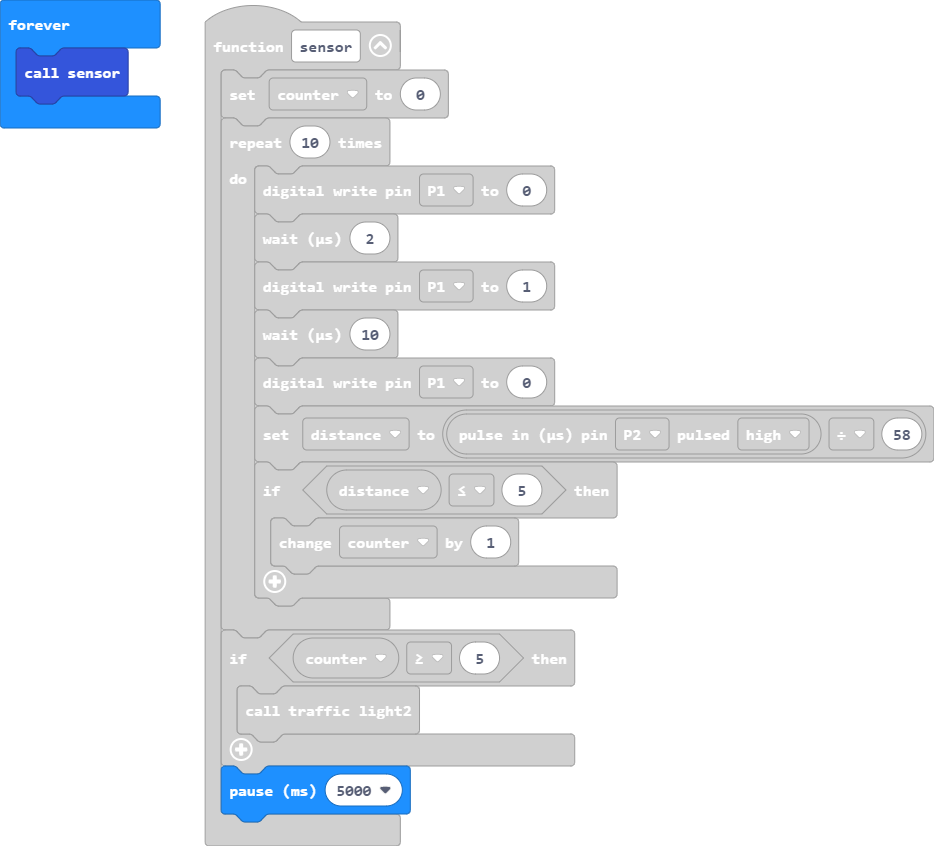 forever
call sensor
function sensor
set counter to 0
repeat 10 times
do
digital write pin P1 to 0
wait (µs) 2
digital write pin P1 to 1
wait (µs) 10
digital write pin P1 to 0
set distance to pulse in (µs) pin P2 pulsed high ÷ 58
if distance ≤ 5 then
change counter by 1
if counter ≥ 5 then
call traffic light2
pause (ms) 5000